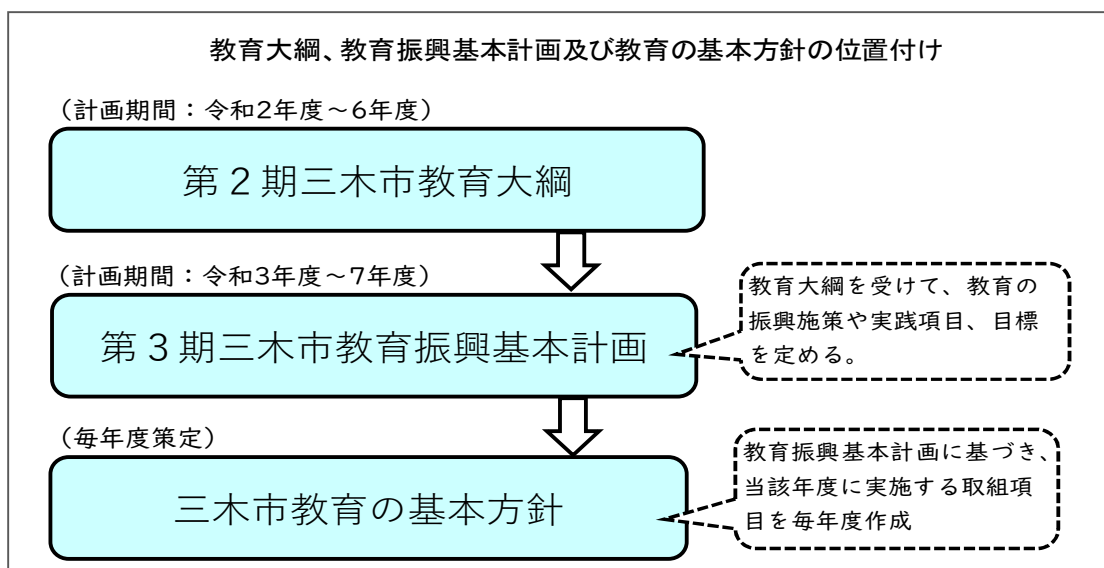 教育大綱、教育振興基本計画及び教育の基本方針の位置付け
（計画期間：令和2年度～6年度）
第２期三木市教育大綱
（計画期間：令和3年度～7年度）
第３期三木市教育振興基本計画
教育大綱を受けて、教育の
振興施策や実践項目、目標
を定める。
（毎年度策定）
三木市教育の基本方針
教育振興基本計画に基づき、
当該年度に実施する取組項
目を毎年度作成